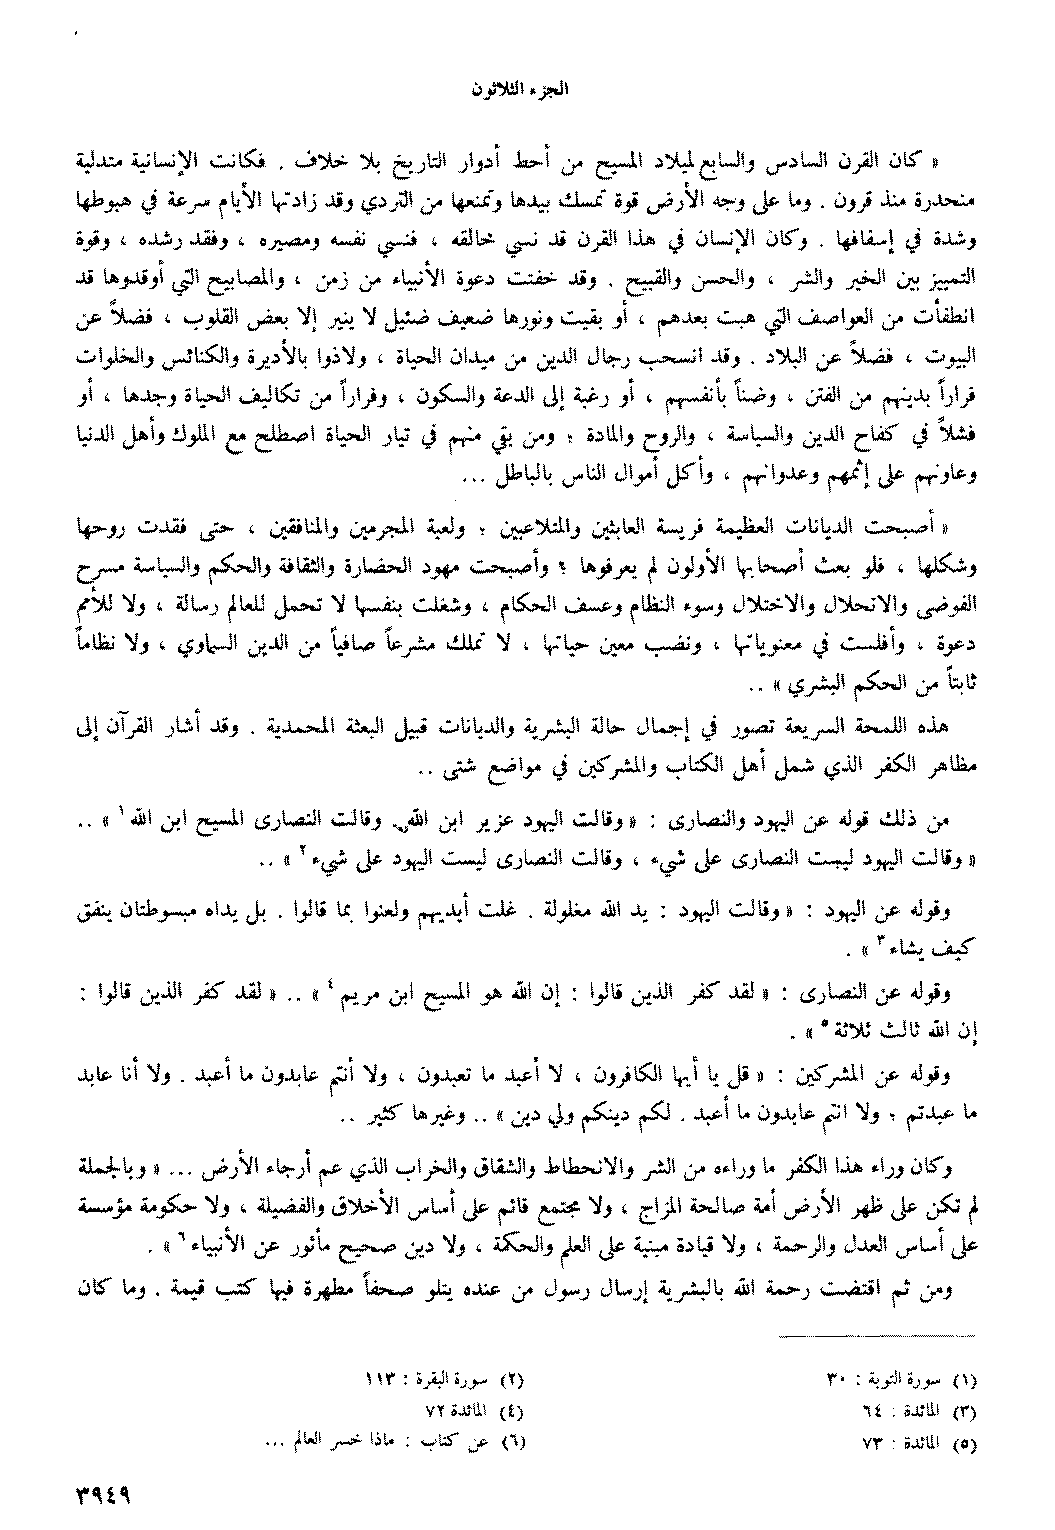 الجزء الثلاثون
« كان القرن السادس والسابع لميلاد المسيح من أحط أدوار التاريخ بلا خلاف . فكانت الإنسانية متدلية
منحدرة منذ قرون . وما على وجه الأرض قوة تمسك بيدها وتمنعها من التردي وقد زادتها الأيام سرعة في هبوطها
وشدة في إسفافها . وكان الإنسان في هذا القرن قد نسي خالقه ، فنسي نفسه ومصيره ، وفقد رشده ، وقوة
التمييز بين الخير والشر ، والحسن والقبيح . وقد خفتت دعوة الأنبياء من زمن ، والمصابيح التي أوقدوها قد
انطفأت من العواصف التي هبت بعدهم ، أو بقيت ونورها ضعيف ضئيل لا ينير إلا بعض القلوب ، فضلاً عن
البيوت ، فضلاً عن البلاد . وقد انسحب رجال الدين من ميدان الحياة ، ولاذوا بالأديرة والكنائس والخلوات
فراراً بدينهم من الفتن ، وضناً بأنفسهم ، أو رغبة إلى الدعة والسكون ، وفراراً من تكاليف الحياة وجدها ، أو
فشلاً في كفاح الدين والسياسة ، والروح والمادة ؛ ومن بقي منهم في تيار الحياة اصطلح مع الملوك وأهل الدنيا
وعاونهم على إثمهم وعدوانهم ، وأكل أموال الناس بالباطل ...
« أصبحت الديانات العظيمة فريسة العابثين والمتلاعبين ؛ ولعبة المجرمين والمنافقين ، حتى فقدت روحها
وشكلها ، فلو بعث أصحابها الأولون لم يعرفوها ؟ وأصبحت مهود الحضارة والثقافة والحكم والسياسة مسرح
الفوضى والانحلال والاختلال وسوء النظام وعسف الحكام ، وشغلت بنفسها لا تحمل للعالم رسالة ، ولا للأمم
دعوة ، وأفلست في معنوياتها ، ونضب معين حياتها ، لا تملك مشرعاً صافياً من الدين السماوي ، ولا نظاماً
ثابتاً من الحكم البشري » ..
هذه اللمحة السريعة تصور في إجمال حالة البشرية والديانات قبيل البعثة المحمدية . وقد أشار القرآن إلى
مظاهر الكفر الذي شمل أهل الكتاب والمشركين في مواضع شتى ..
من ذلك قوله عن اليهود والنصارى : « وقالت اليهود عزير ابن الله. وقالت النصارى المسيح ابن الله ١ » ..
« وقالت اليهود ليست النصارى على شيء ، وقالت النصارى ليست اليهود على شيء ٢ » ..
وقوله عن اليهود : « وقالت اليهود : يد الله مغلولة . غلت أيديهم ولعنوا بما قالوا . بل يداه مبسوطتان ينفق
كيف يشاء ٣ » .
وقوله عن النصارى : « لقد كفر الذين قالوا : إن الله هو المسيح ابن مريم ٤ » .. « لقد كفر الذين قالوا :
إن الله ثالث ثلاثة ٥ » .
وقوله عن المشركين : « قل يا أيها الكافرون ، لا أعبد ما تعبدون ، ولا أنتم عابدون ما أعبد . ولا أنا عابد
ما عبدتم ؛ ولا انتم عابدون ما أعبد . لكم دينكم ولي دين » .. وغيرها كثير ..
وكان وراء هذا الكفر ما وراءه من الشر والانحطاط والشقاق والخراب الذي عم أرجاء الأرض ... « وبالجملة
لم تكن على ظهر الأرض أمة صالحة المزاج ، ولا مجتمع قائم على أساس الأخلاق والفضيلة ، ولا حكومة مؤسسة
على أساس العدل والرحمة ، ولا قيادة مبنية على العلم والحكمة ، ولا دين صحيح مأثور عن الأنبياء ٦ » .
ومن ثم اقتضت رحمة الله بالبشرية إرسال رسول من عنده يتلو صحفاً مطهرة فيها كتب قيمة . وما كان
(١) سورة التوبة : ٣٠
(٢) سورة البقرة : ١١٣
(٣) المائدة : ٦٤
(٤) المائدة ٧٢
(٥) المائدة : ٧٣
(٦) عن كتاب : ماذا خسر العالم ...
٣٩٤٩